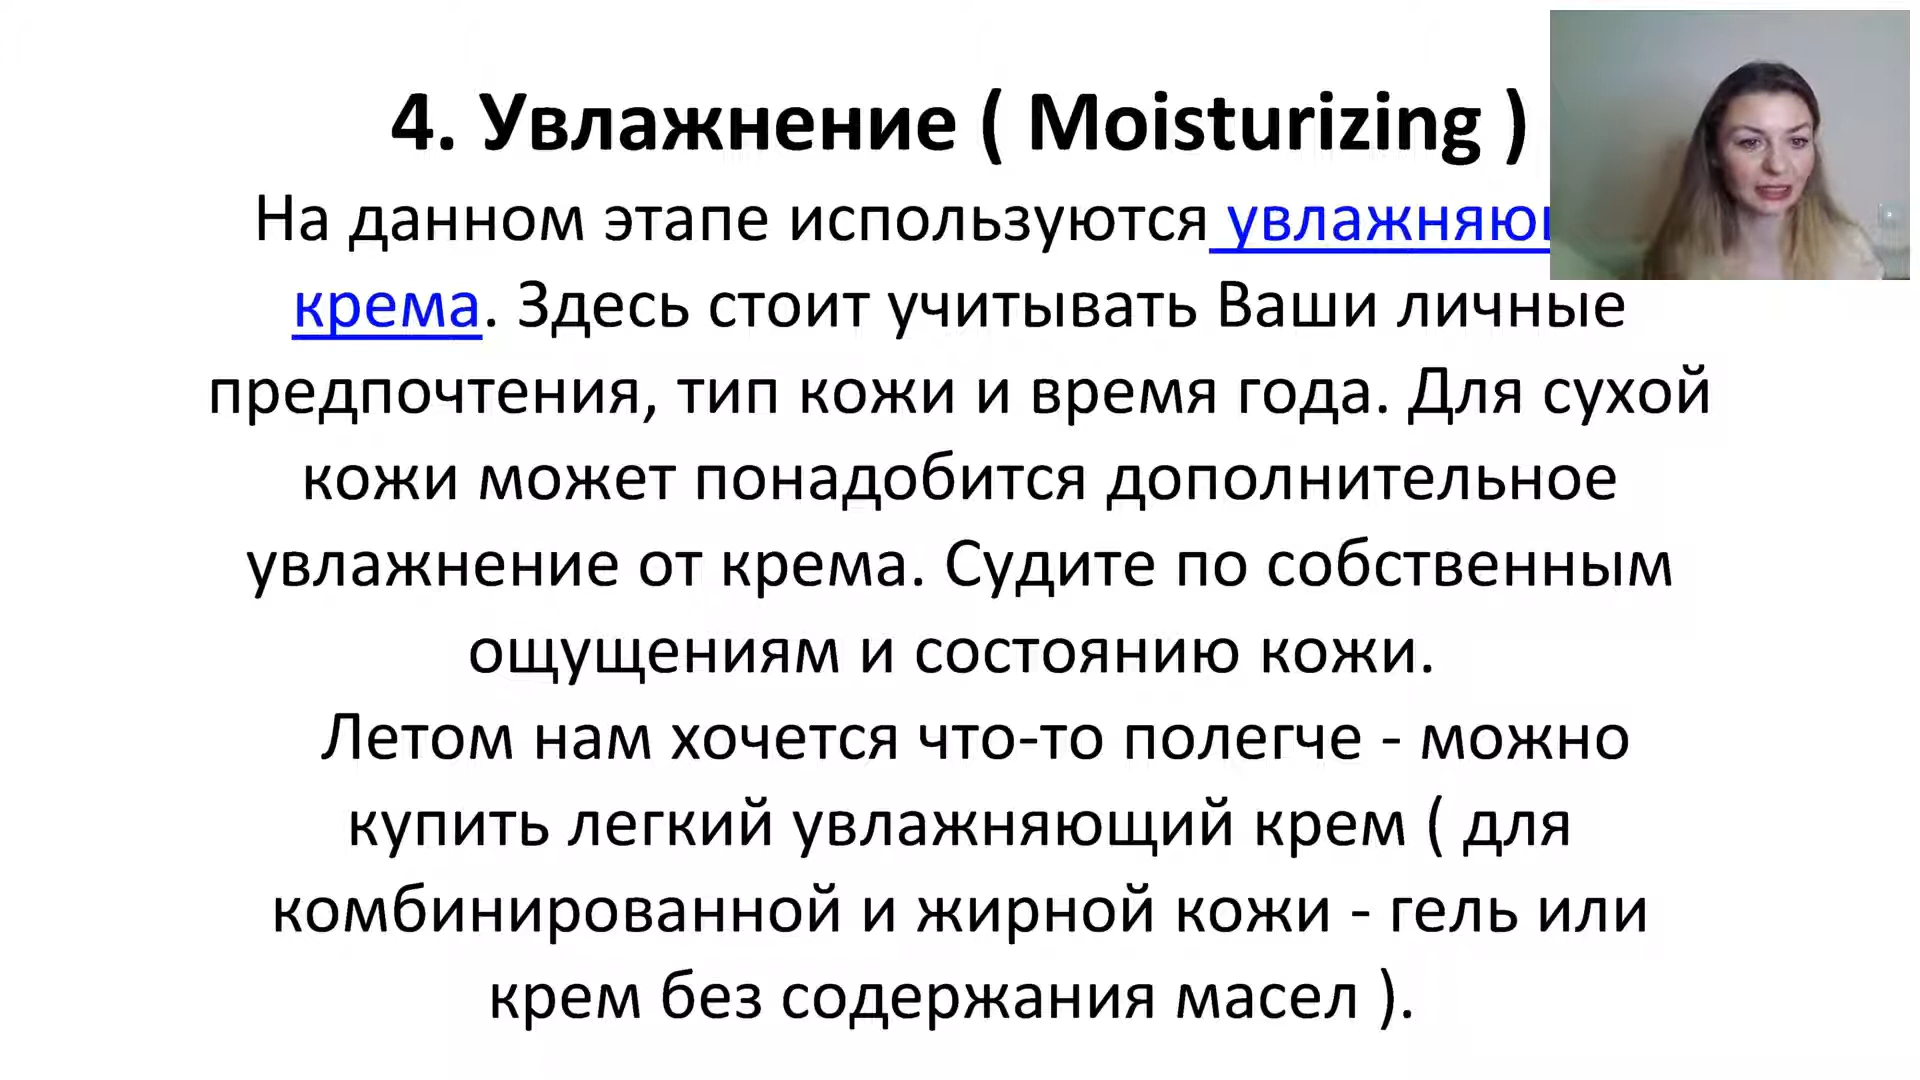 4. Увлажнение ( Moisturizing )
На данном этапе используются
крема. Здесь стоит учитывать Ваши личные
предпочтения, тип кожи и время года. Для сухой
кожи может понадобится дополнительное
увлажнение от крема. Судите по собственным
ощущениям и состоянию кожи.
Летом нам хочется что-то полегче - можно
купить легкий увлажняющий крем ( для
комбинированной и жирной кожи - гель или
крем без содержания масел ).